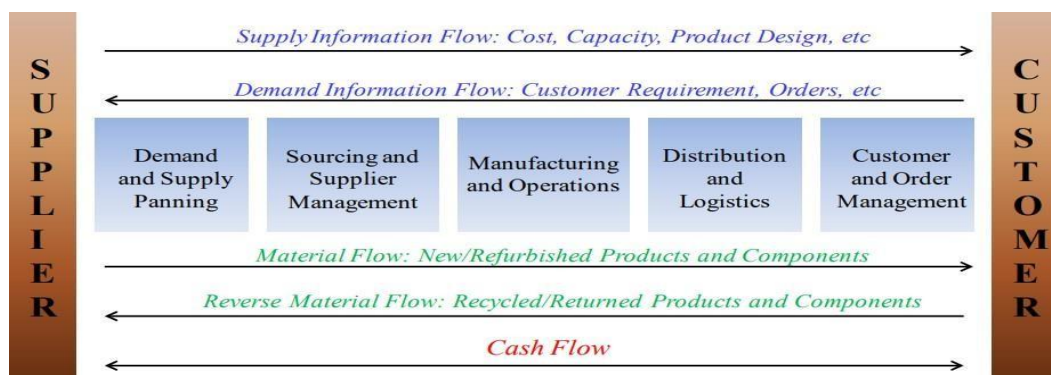 SUPPLIER
Supply Information Flow: Cost, Capacity, Product Design, etc
Demand Information Flow: Customer Requirement, Orders, etc
Demand
and Supply
Panning
Sourcing and
Supplier
Management
Manufacturing
and Operations
Distribution
and
Logistics
Customer
and Order
Management
Material Flow: New/Refurbished Products and Components
Reverse Material Flow: Recycled/Returned Products and Components
Cash Flow
CUSTOMER